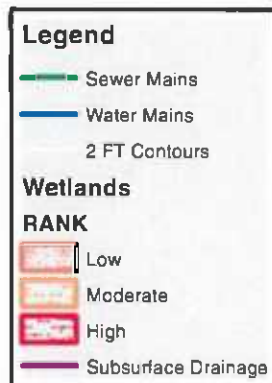 Legend
Sewer Mains
Water Mains
2 FT Contours
Wetlands
RANK
Low
Moderate
High
Subsurface Drainage